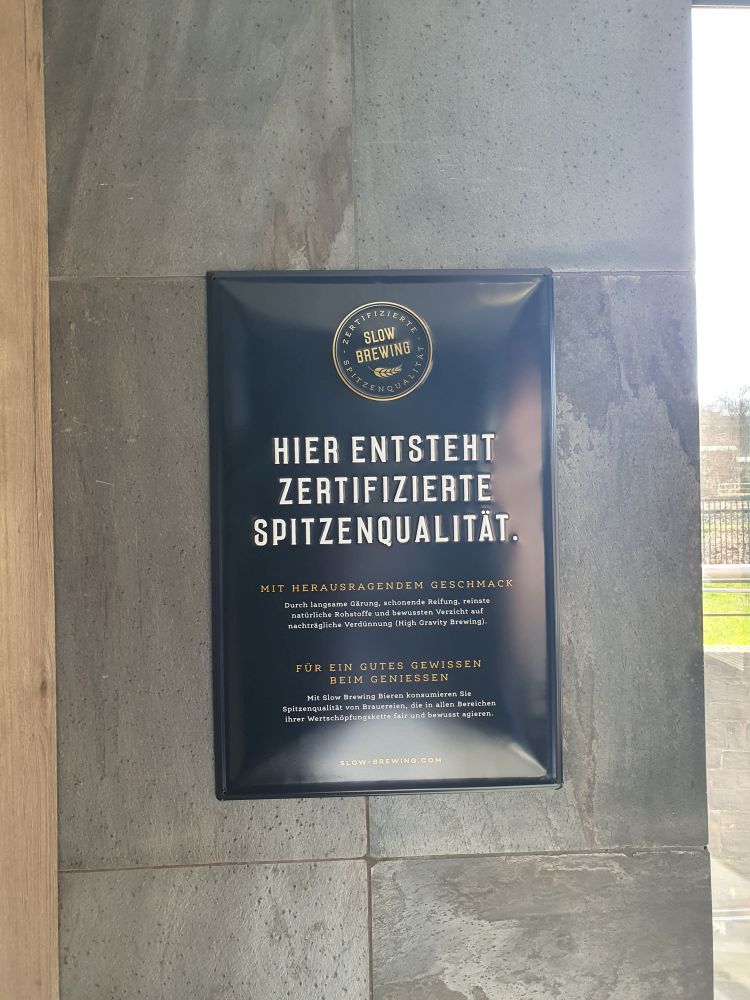 ZERTIFIZIERTE
SLOW
BREWING
SPITZENQUALITÄT
HIER ENTSTEHT
ZERTIFIZIERTE
SPITZENQUALITÄT.
MIT HERAUSRAGENDEM GESCHMACK
Durch langsame Gärung, schonende Reifung, reinste
natürliche Rohstoffe und bewussten Verzicht auf
nachträgliche Verdünnung (High Gravity Brewing).
FÜR EIN GUTES GEWISSEN
BEIM GENIESSEN
Mit Slow Brewing Bieren konsumieren Sie
Spitzenqualität von Brauereien, die in allen Bereichen
ihrer Wertschöpfungskette fair und bewusst agieren.
SLOW-BREWING.COM